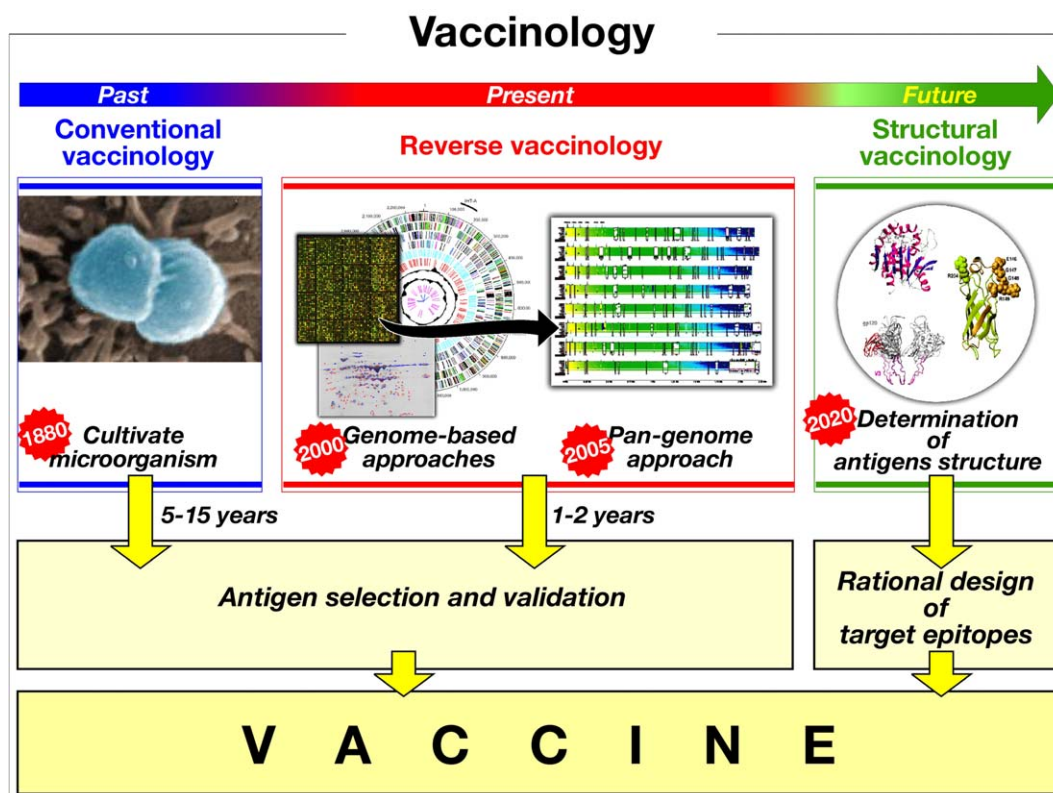 Vaccinology
Past
Present
Future
Conventional
vaccinology
Reverse vaccinology
Structural
vaccinology
1880
Cultivate
microorganism
2000
Genome-based
approaches
2005
Pan-genome
approach
2020
Determination
of
antigens structure
5-15 years
1-2 years
Antigen selection and validation
Rational design
of
target epitopes
V A C C I N E